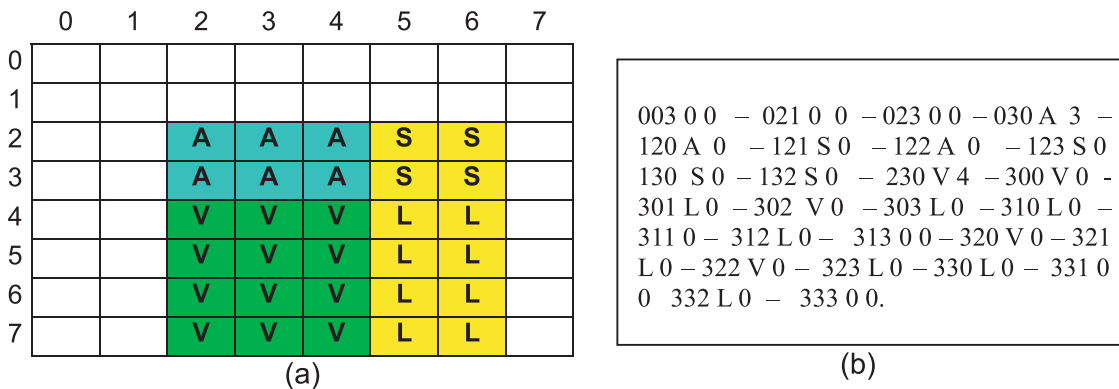 0 1 2 3 4 5 6 7
0
1
2 A A A S S
3 A A A S S
4 V V V L L
5 V V V L L
6 V V V L L
7 V V V L L
(a)
003 0 0 – 021 0 0 –023 0 0 –030 A 3 –
120 A 0 –121 S 0 –122 A 0 –123 S 0
130 S 0 – 132 S 0 – 230 V 4 –300 V 0 -
301 L 0 – 302 V 0 – 303 L 0 – 310 L 0 –
311 0 – 312 L 0 – 313 0 0 – 320 V 0 – 321
L 0 – 322 V 0 – 323 L 0 –330 L 0 – 331 0
0 332 L 0 – 333 0 0.
(b)